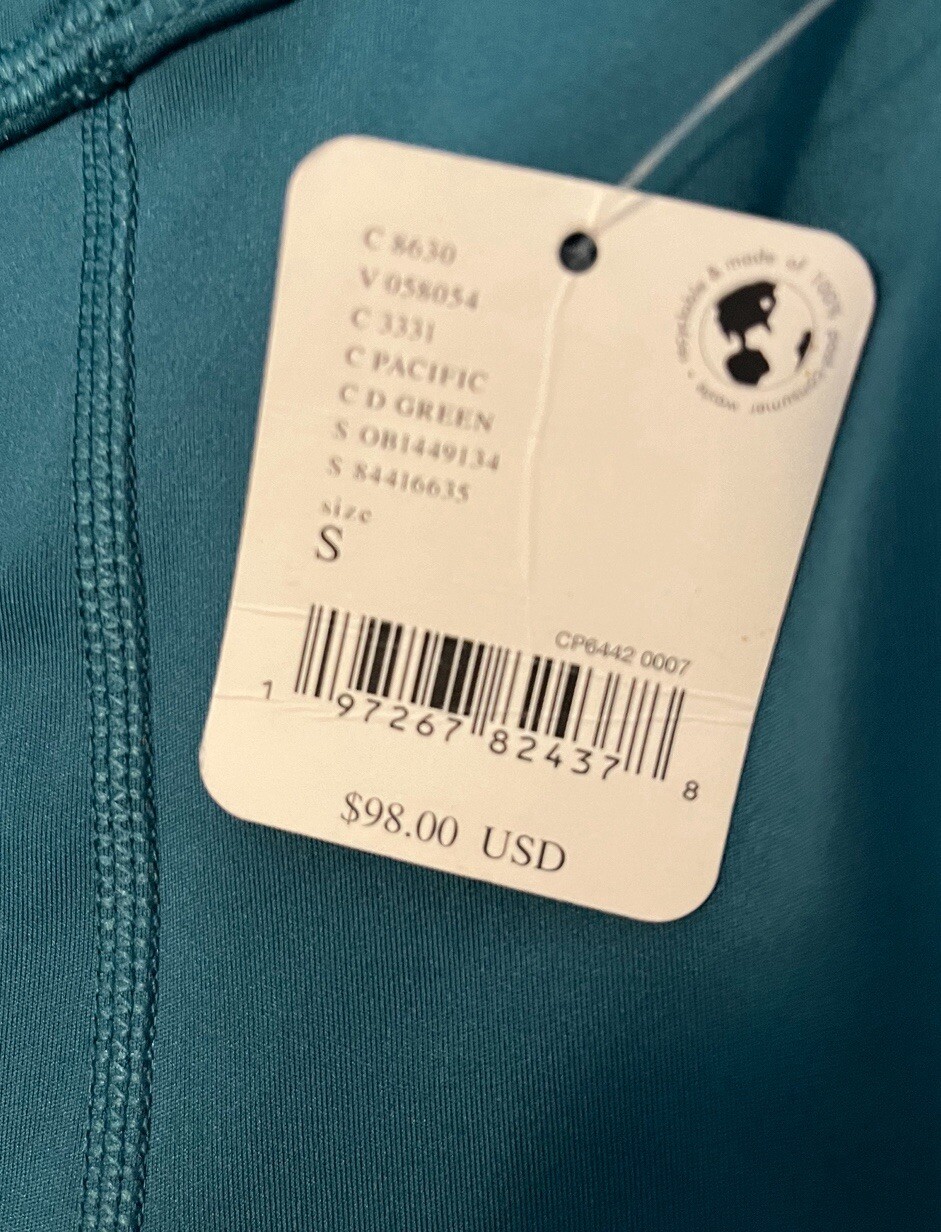 C 8630
V 058054
C 3331
C PACIFIC
C D GREEN
S OB1449134
S 84416635
size
S
recyclable & made of 100% post-consumer waste •
CP6442 0007
1 97267 82437 8
$98.00 USD